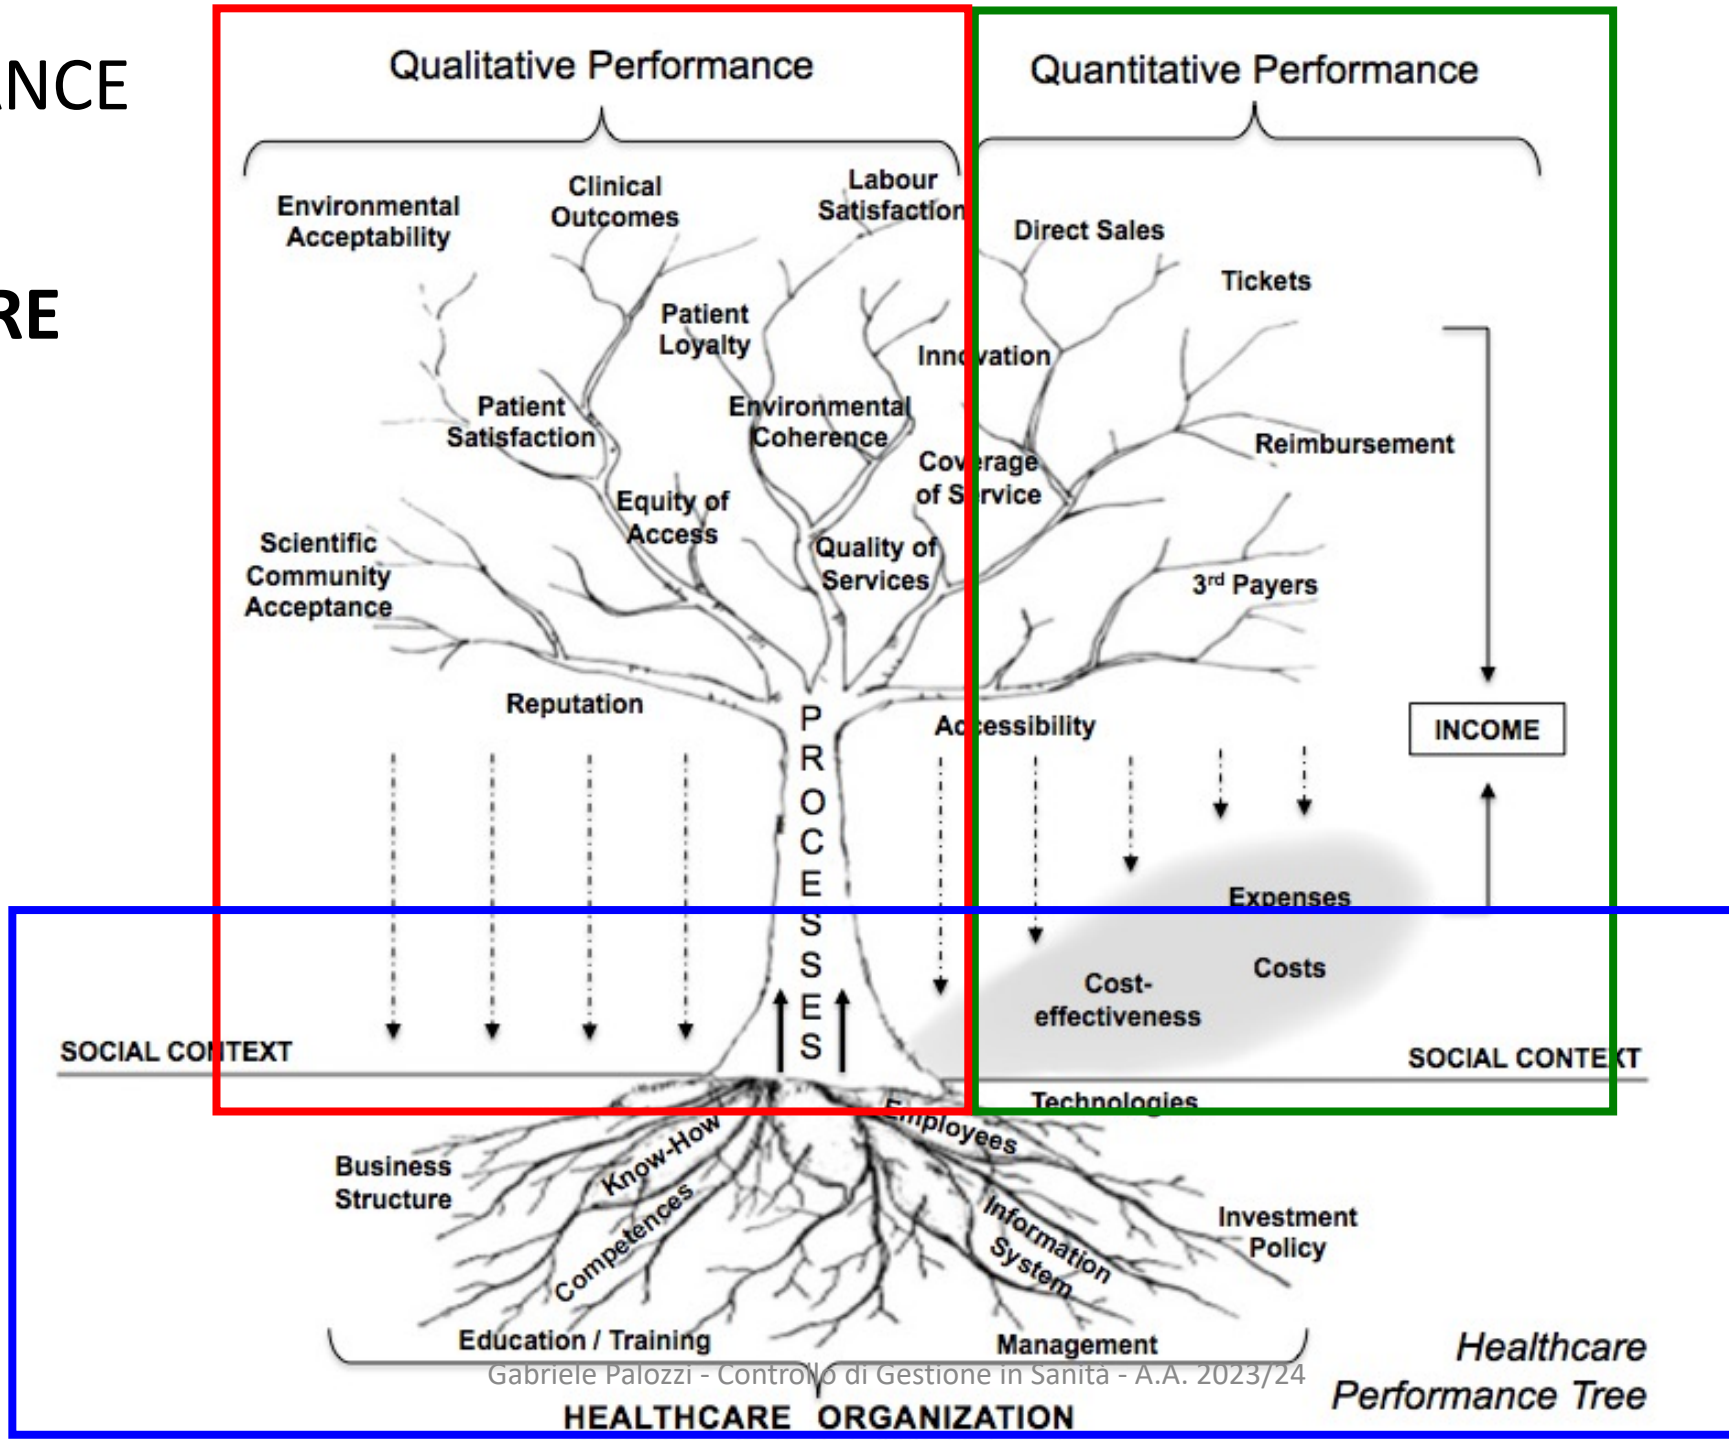 ANCE
RE
Qualitative Performance
Quantitative Performance
Environmental
Acceptability
Clinical
Outcomes
Labour
Satisfaction
Direct Sales
Tickets
Patient
Loyalty
Innovation
Patient
Satisfaction
Environmental
Coherence
Reimbursement
Coverage
of Service
Equity of
Access
Quality of
Services
Scientific
Community
Acceptance
3rd Payers
Reputation
Accessibility
PROCESSES
INCOME
Expenses
Costs
Cost-
effectiveness
SOCIAL CONTEXT
SOCIAL CONTEXT
Technologies
Employees
Know-How
Business
Structure
Competences
Information
System
Investment
Policy
Education / Training
Management
Healthcare
Performance Tree
Gabriele Palozzi - Controllo di Gestione in Sanità - A.A. 2023/24
HEALTHCARE ORGANIZATION